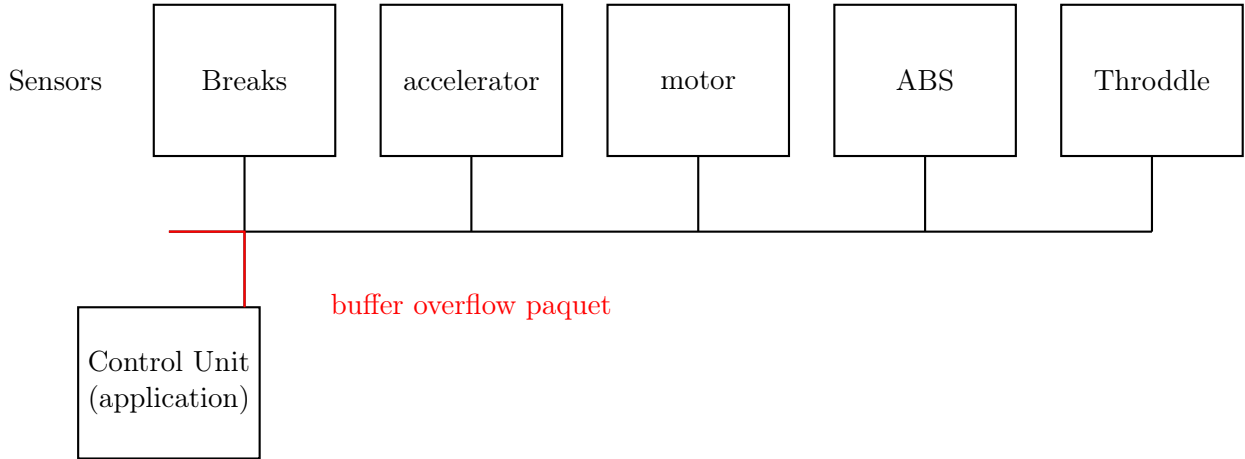 Sensors
Breaks
accelerator
motor
ABS
Throddle
buffer overflow paquet
Control Unit
(application)